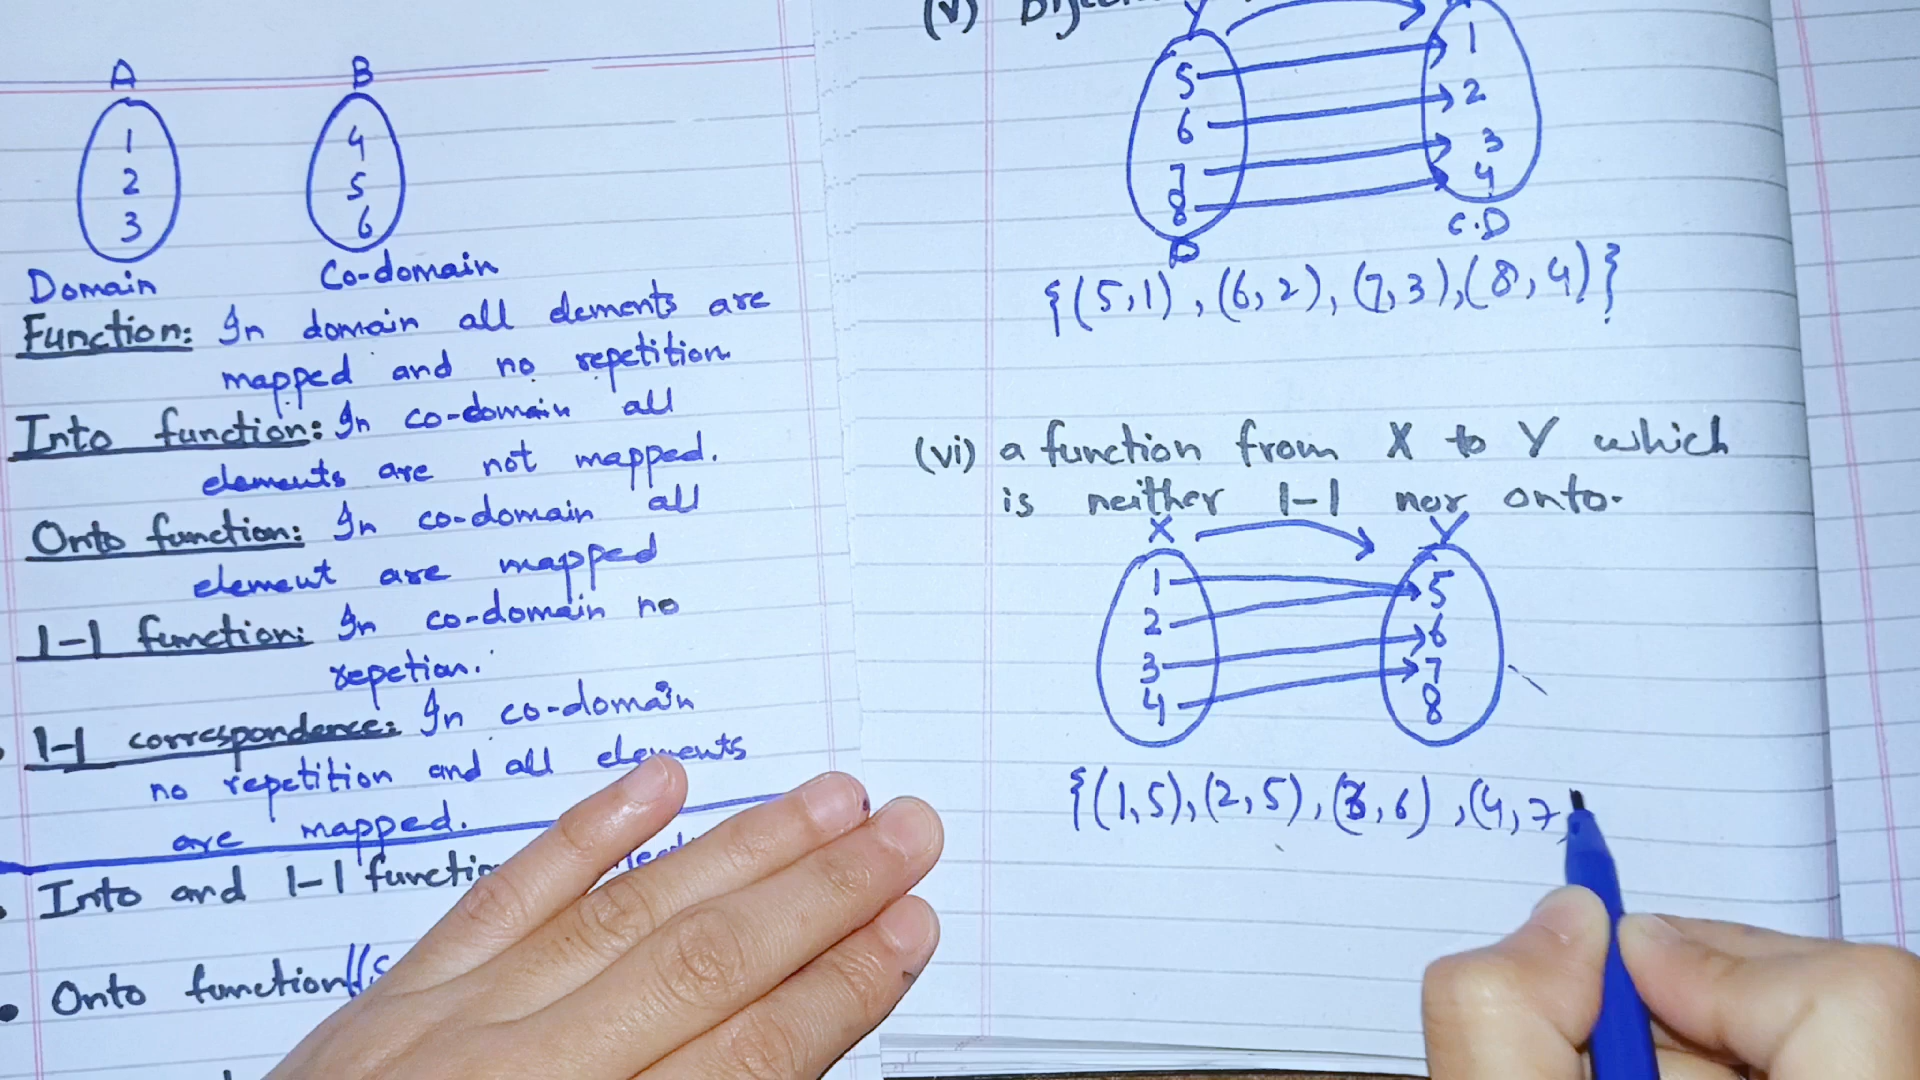 A B
1 4
2 5
3 6
Domain Co-domain
Function: In domain all elements are
mapped and no repetition
Into function: In co-domain all
elements are not mapped.
Onto function: In co-domain all
element are mapped
1-1 function: In co-domain no
repetion.
1-1 correspondence: In co-domain
no repetition and all elements
are mapped.
Into and 1-1
Onto function
(v)
Y
5 1
6 2
7 3
8 4
D C.D
{(5,1), (6,2), (7,3), (8,4)}
(vi) a function from X to Y which
is neither 1-1 nor onto.
X Y
1 5
2 6
3 7
4 8
{(1,5), (2,5), (3,6), (4,7